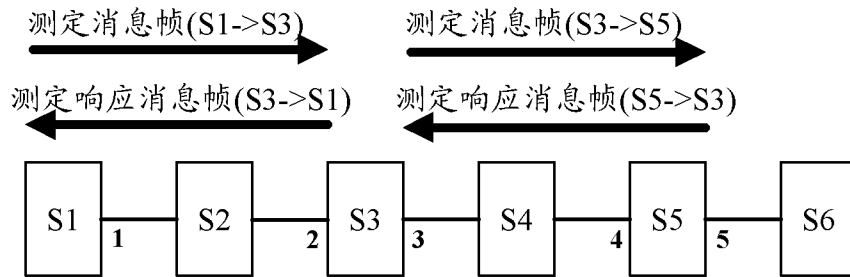 测定消息帧(S1->S3) 测定消息帧(S3->S5)
测定响应消息帧(S3->S1) 测定响应消息帧(S5->S3)
S1 S2 S3 S4 S5 S6
1 2 3 4 5